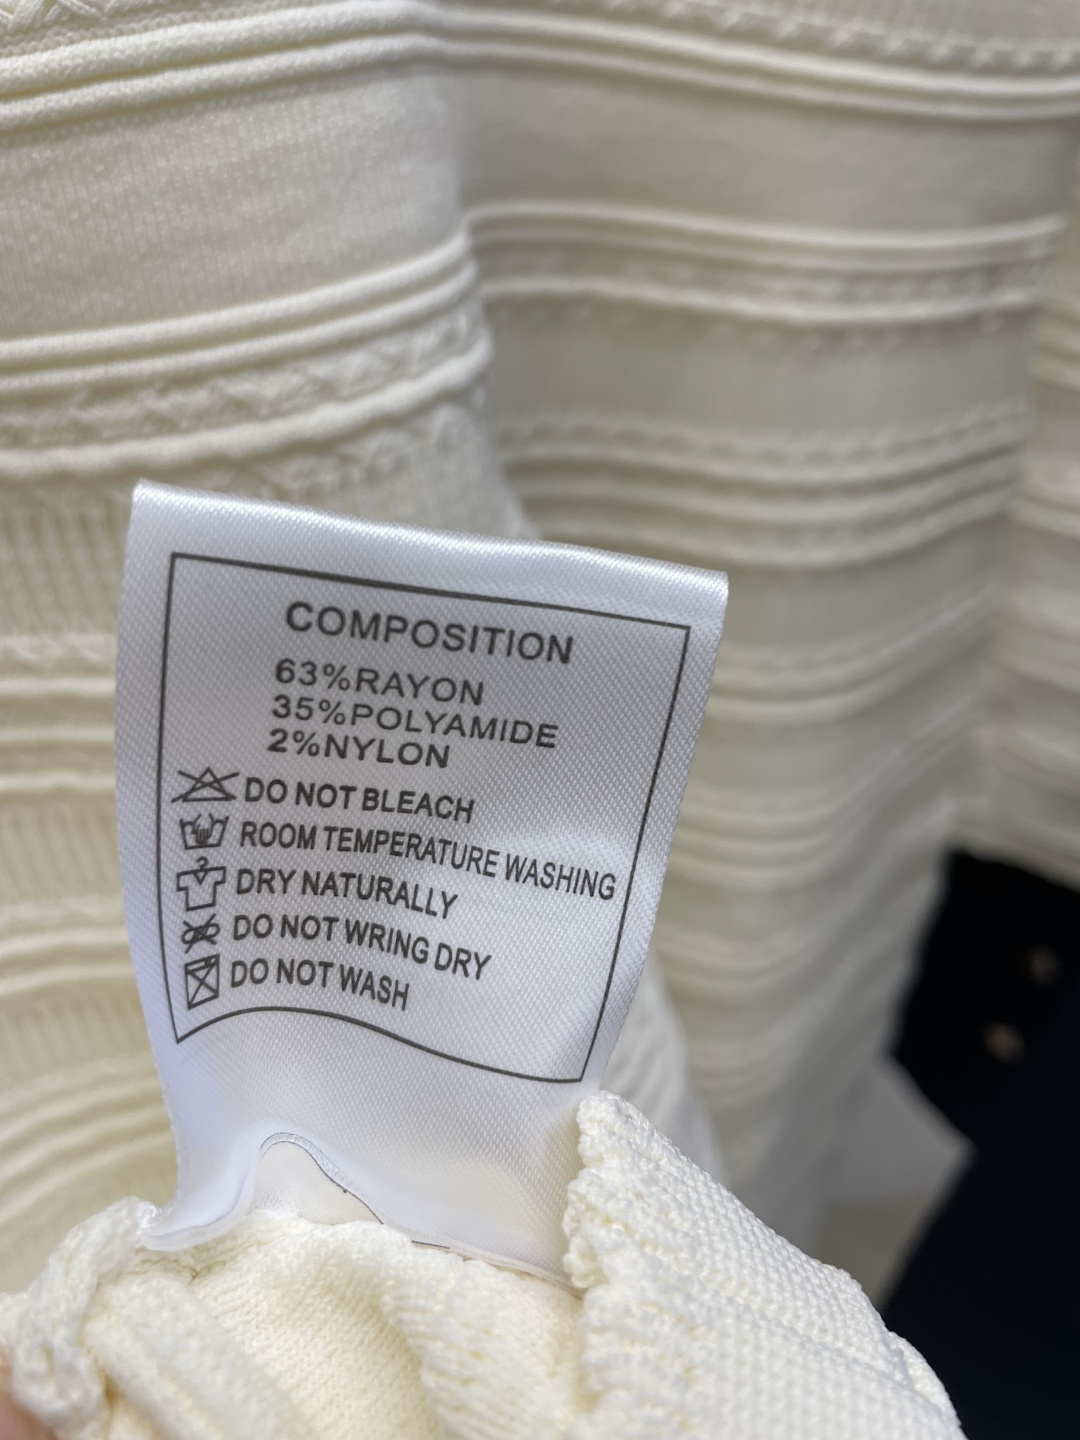 COMPOSITION
63%RAYON
35%POLYAMIDE
2%NYLON
DO NOT BLEACH
ROOM TEMPERATURE WASHING
DRY NATURALLY
DO NOT WRING DRY
DO NOT WASH